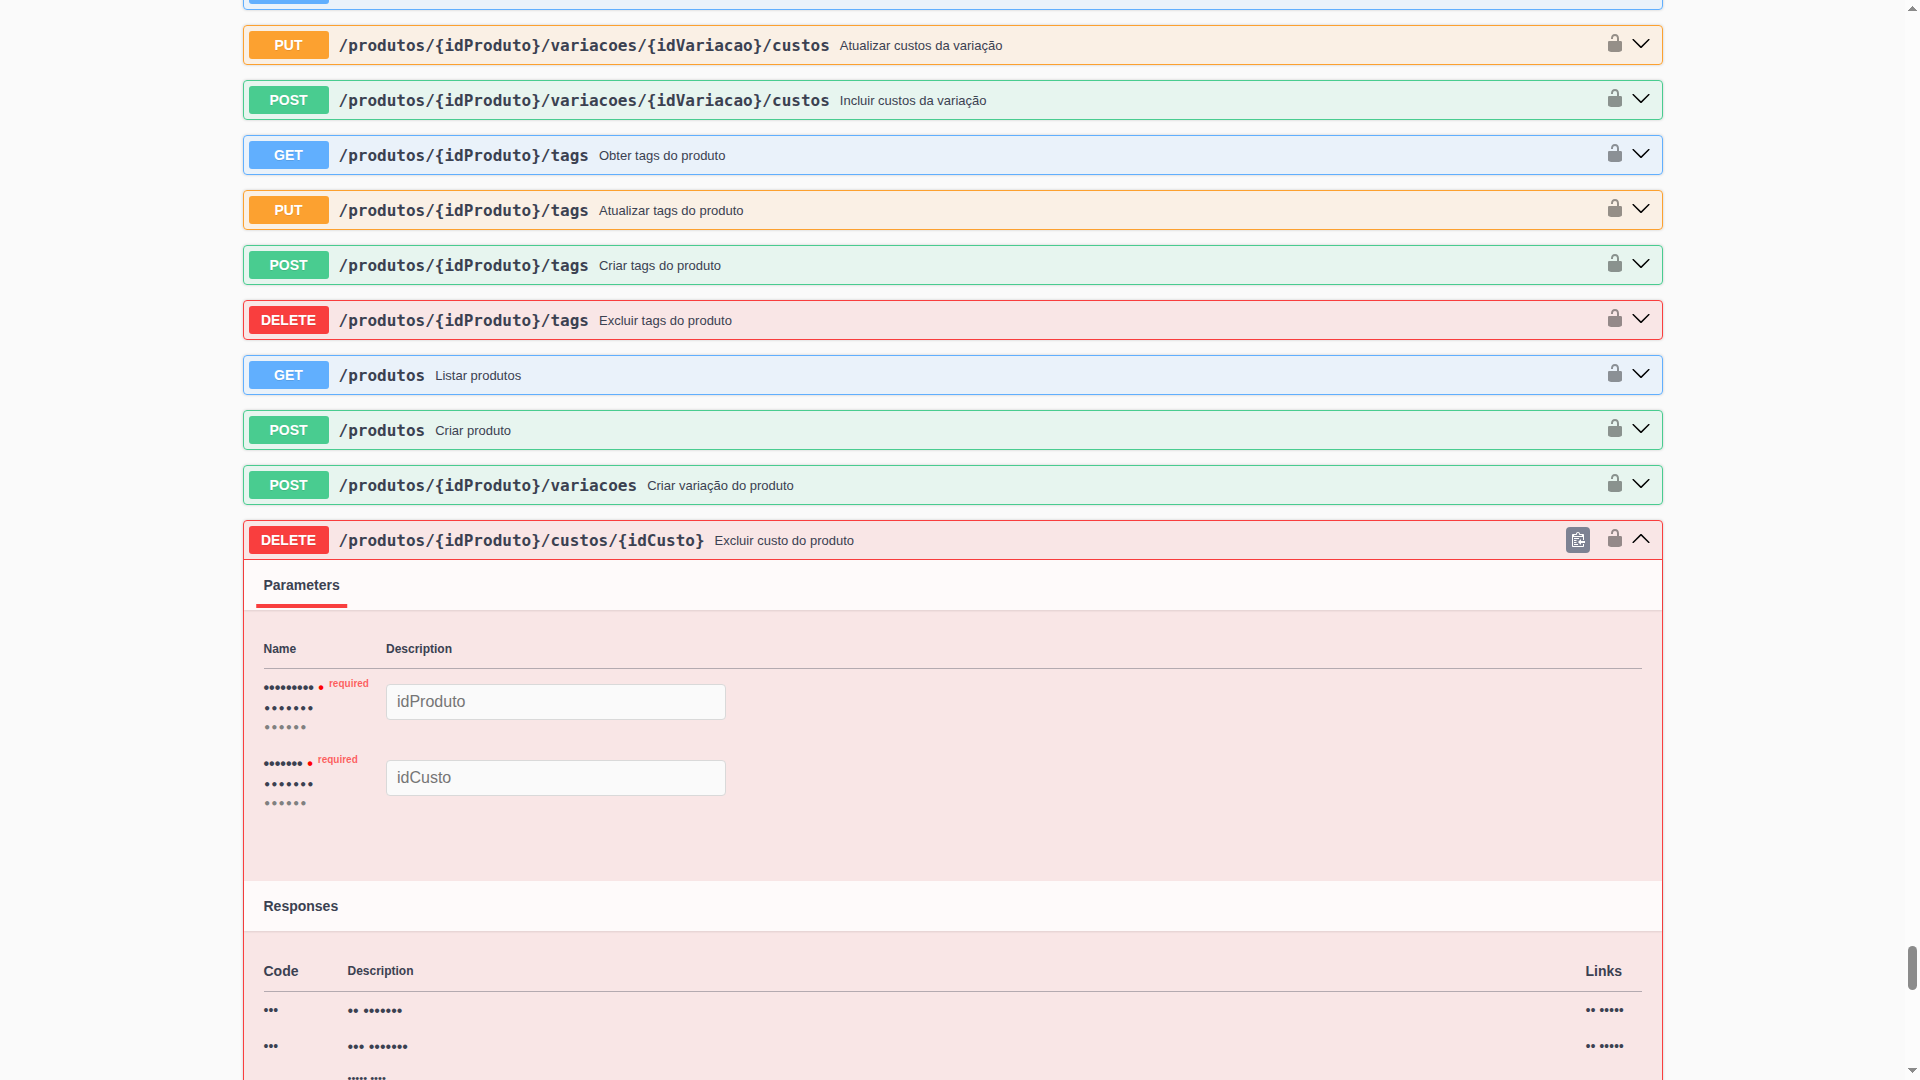 PUT /produtos/{idProduto}/variacoes/{idVariacao}/custos Atualizar custos da variação
POST /produtos/{idProduto}/variacoes/{idVariacao}/custos Incluir custos da variação
GET /produtos/{idProduto}/tags Obter tags do produto
PUT /produtos/{idProduto}/tags Atualizar tags do produto
POST /produtos/{idProduto}/tags Criar tags do produto
DELETE /produtos/{idProduto}/tags Excluir tags do produto
GET /produtos Listar produtos
POST /produtos Criar produto
POST /produtos/{idProduto}/variacoes Criar variação do produto
DELETE /produtos/{idProduto}/custos/{idCusto} Excluir custo do produto
Parameters
Name Description
required
idProduto
required
idCusto
Responses
Code Description Links